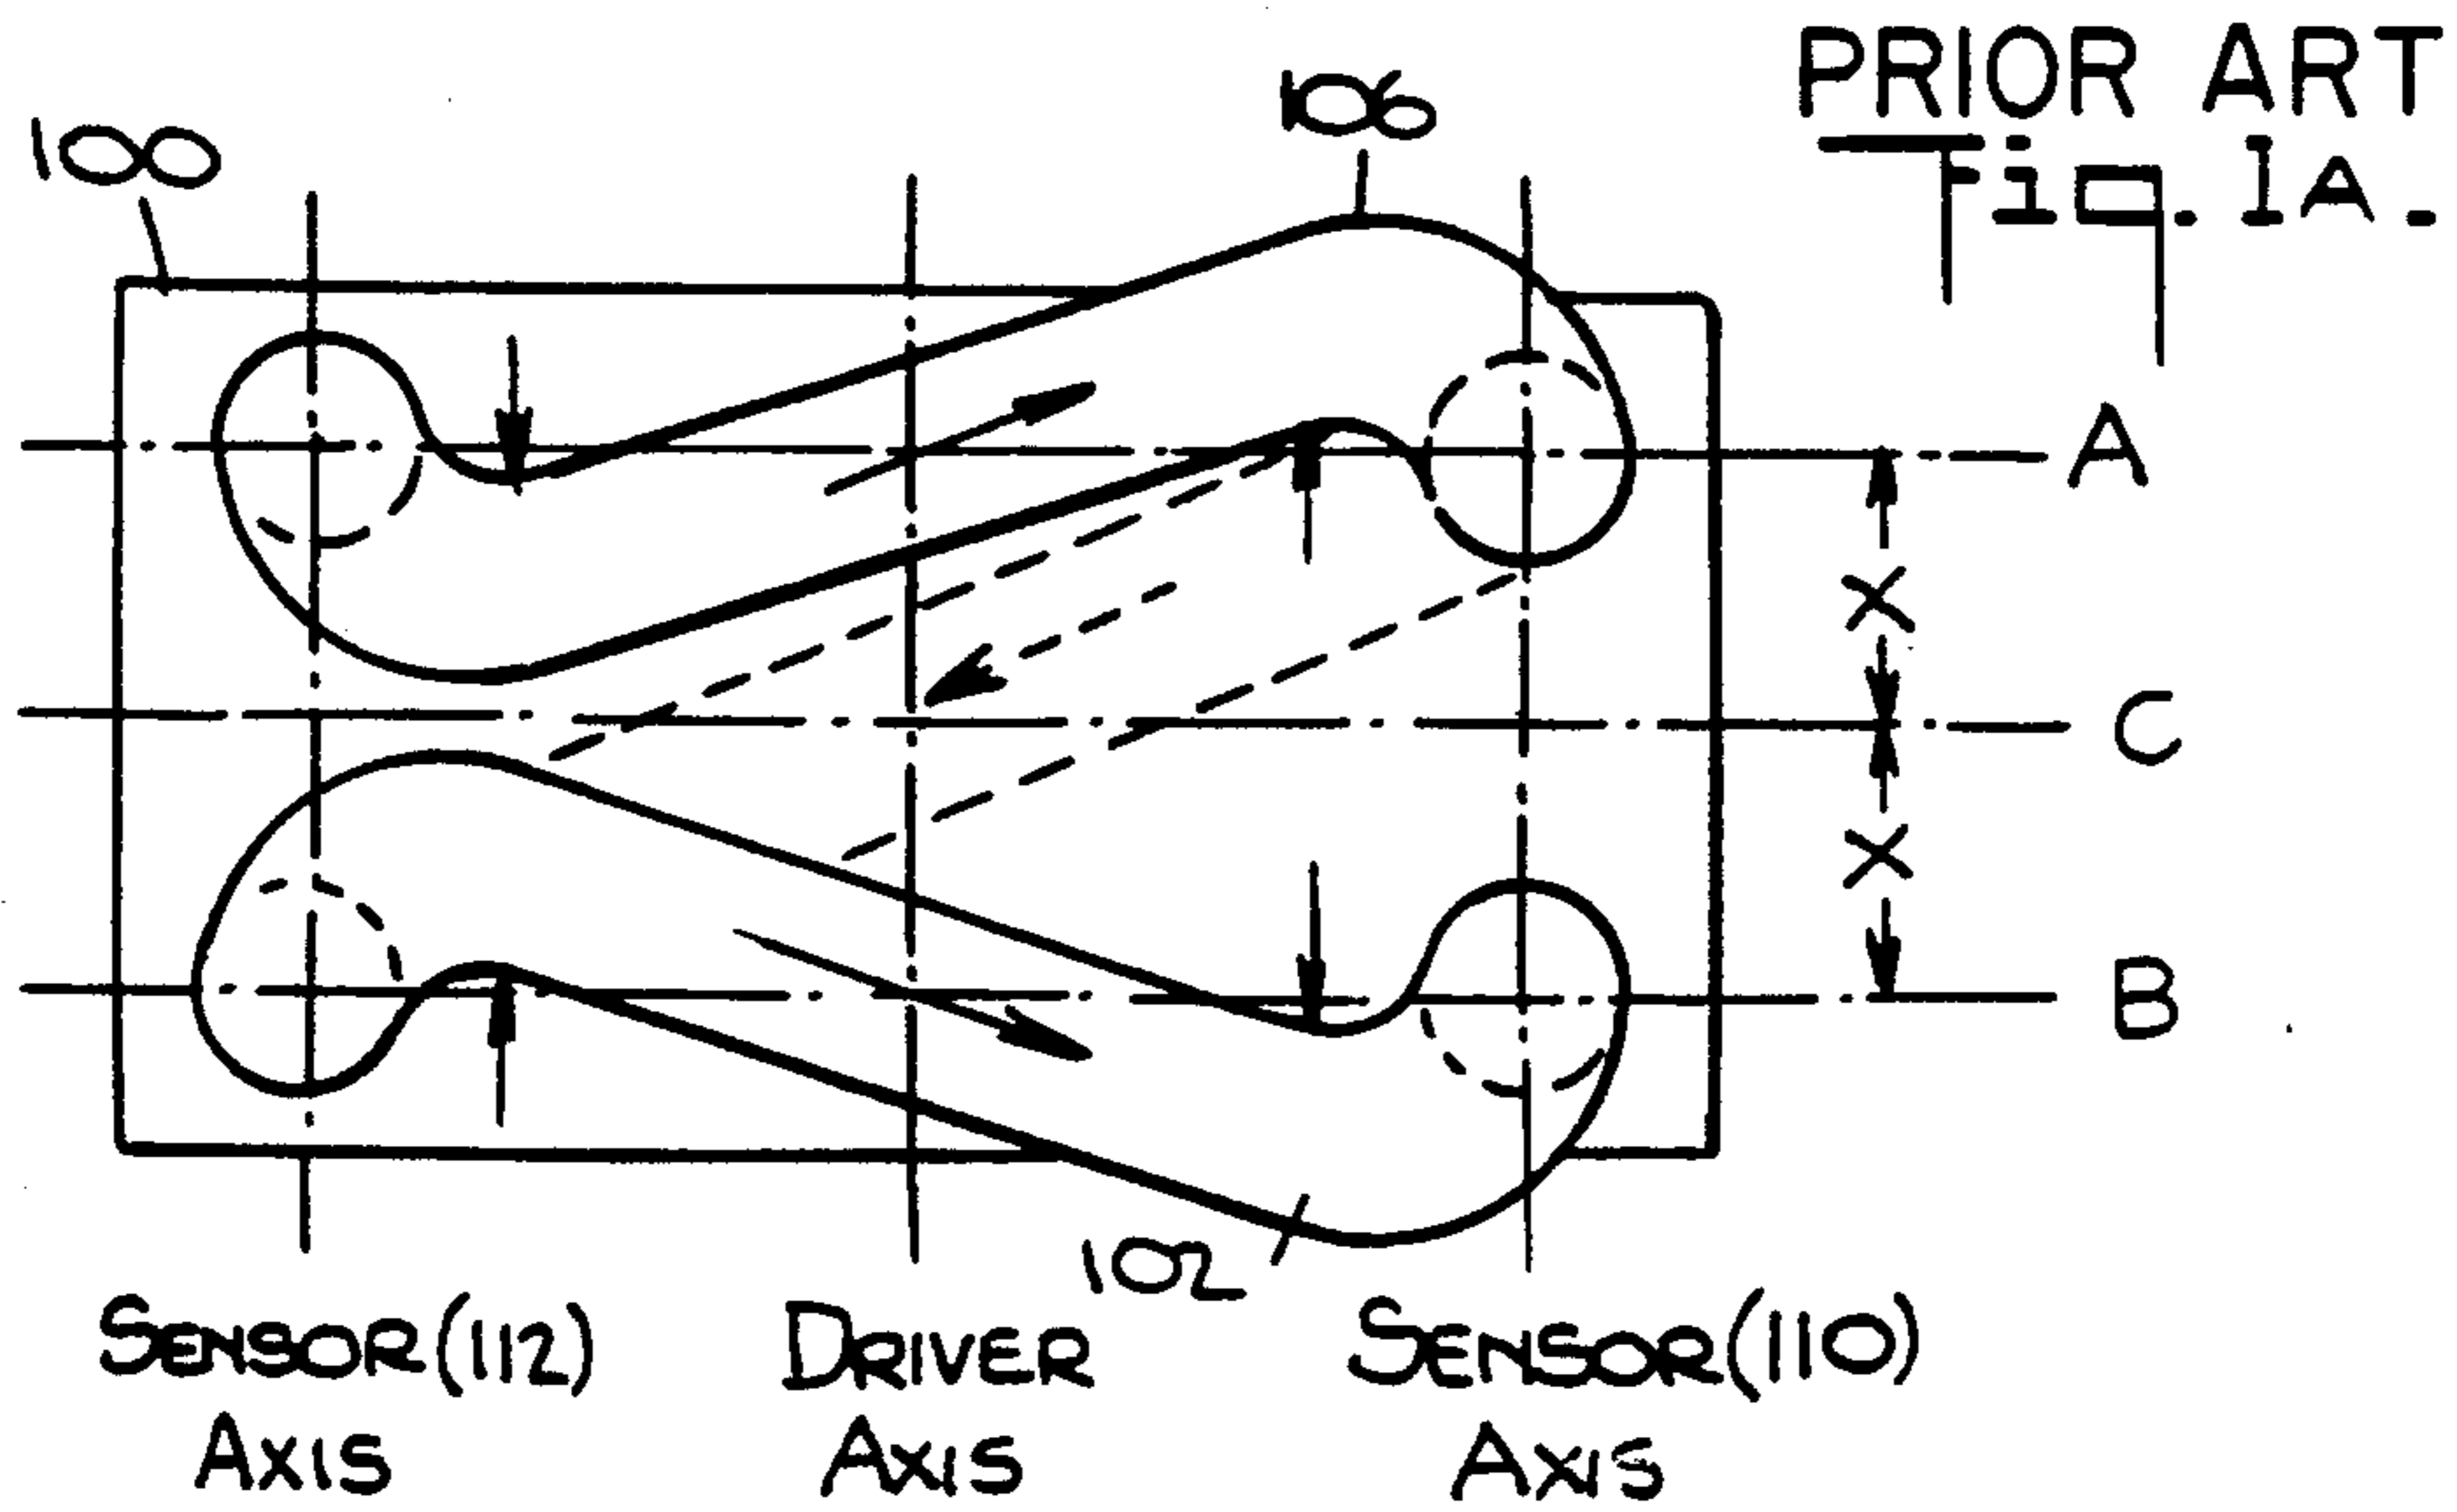 PRIOR ART
Fig. 1A.
100
106
A
X
C
X
B
102
SENSOR (112) AXIS
DRIVER AXIS
SENSOR (110) AXIS